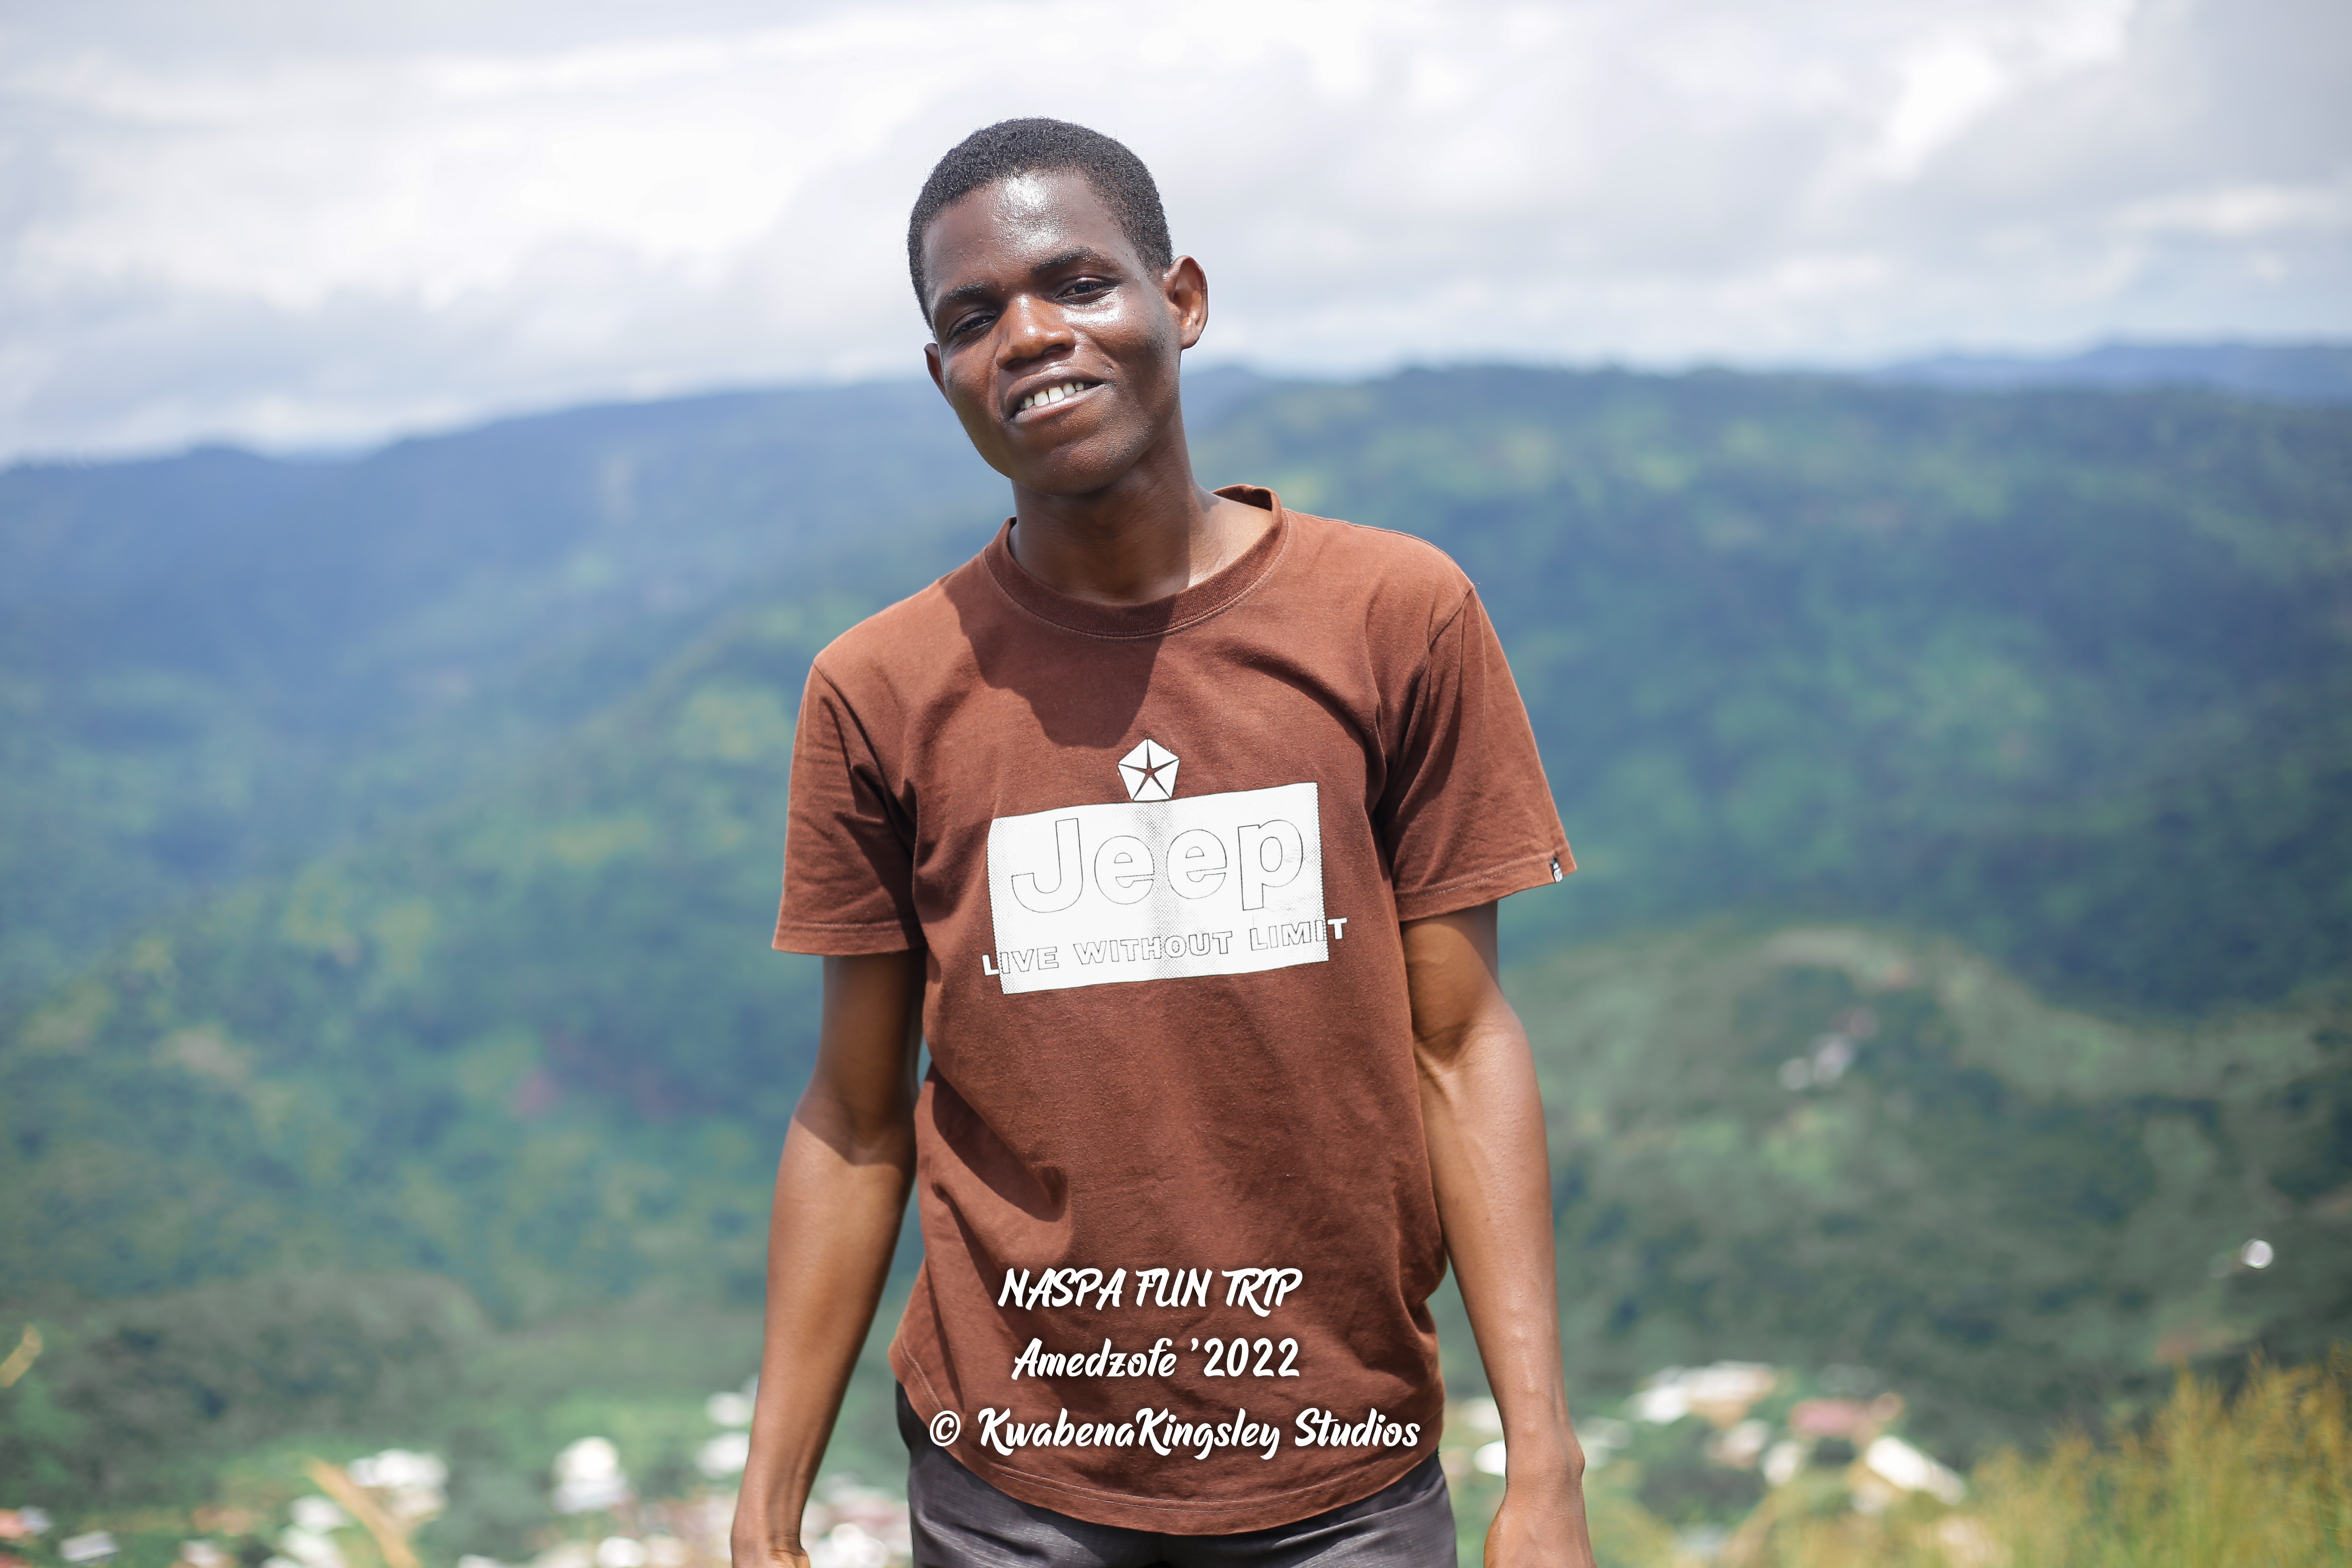 Jeep
LIVE WITHOUT LIMIT
NASPA FUN TRIP
Amedzofe '2022
© KwabenaKingsley Studios